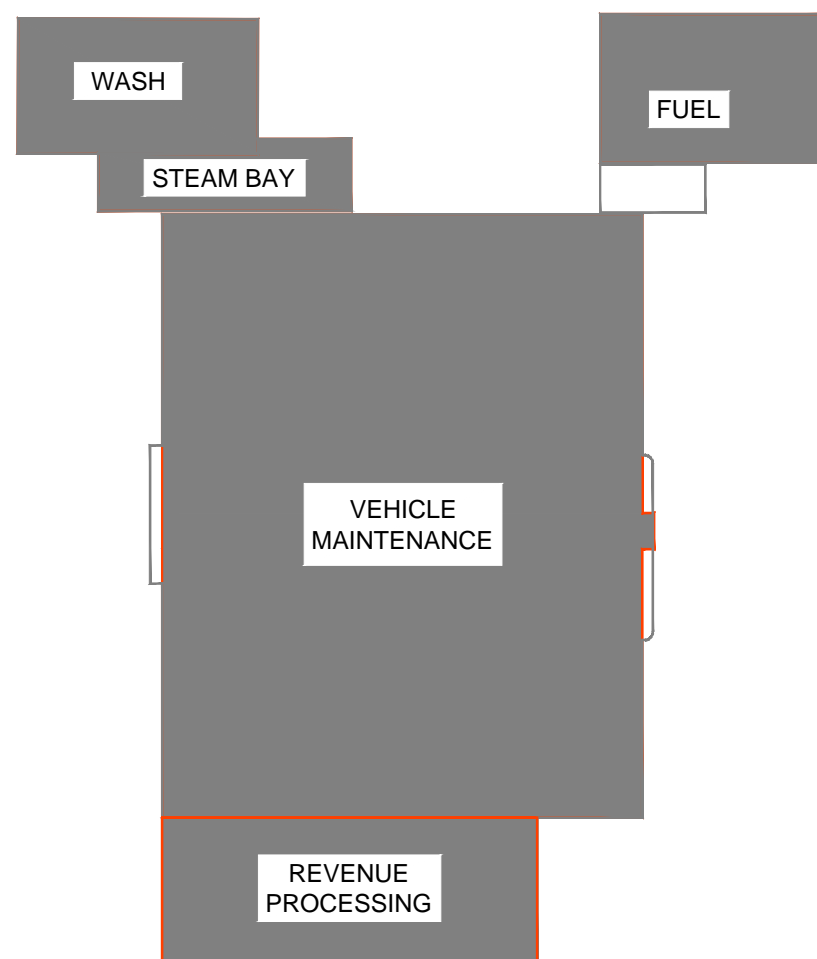 WASH
FUEL
STEAM BAY
VEHICLE
MAINTENANCE
REVENUE
PROCESSING